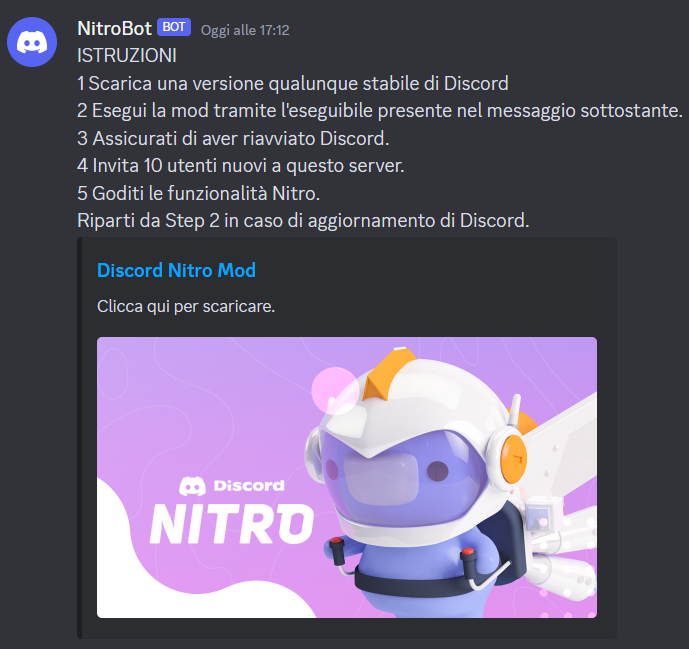 NitroBot BOT Oggi alle 17:12
ISTRUZIONI
1 Scarica una versione qualunque stabile di Discord
2 Esegui la mod tramite l'eseguibile presente nel messaggio sottostante.
3 Assicurati di aver riavviato Discord.
4 Invita 10 utenti nuovi a questo server.
5 Goditi le funzionalità Nitro.
Riparti da Step 2 in caso di aggiornamento di Discord.
Discord Nitro Mod
Clicca qui per scaricare.
Discord
NITRO